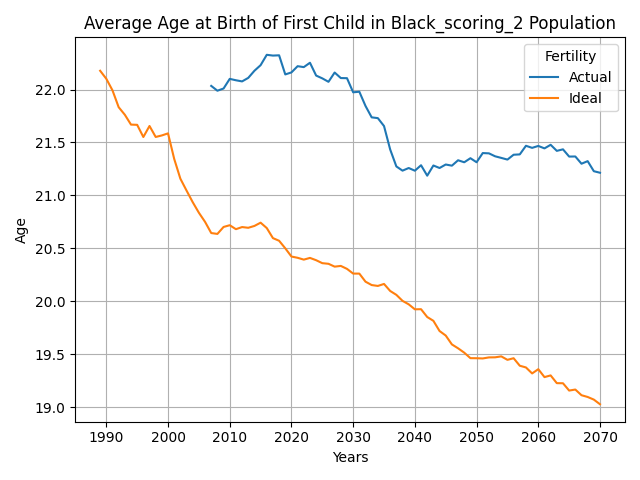 Average Age at Birth of First Child in Black_scoring_2 Population
Fertility
Actual
Ideal
Age
22.0
21.5
21.0
20.5
20.0
19.5
19.0
1990 2000 2010 2020 2030 2040 2050 2060 2070
Years